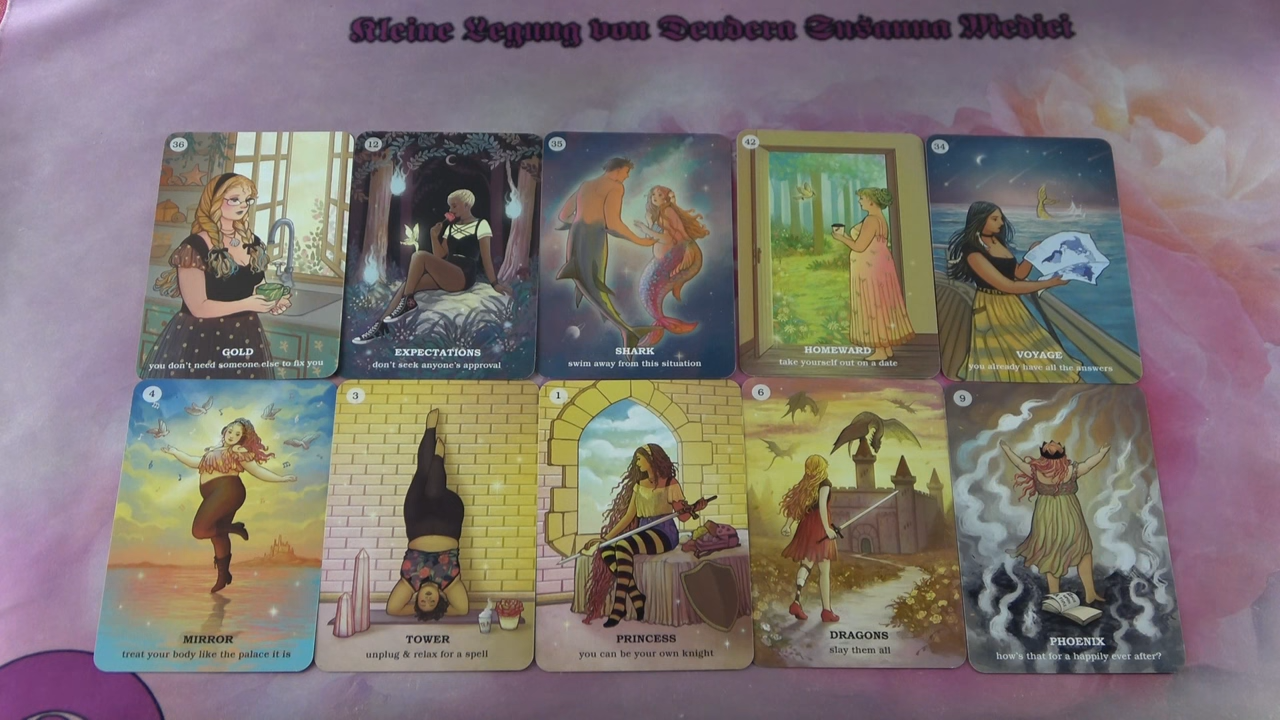 Kleine Legung von Dendera Susanna Medici
36
GOLD
you don't need someone else to fix you
12
EXPECTATIONS
don't seek anyone's approval
35
SHARK
swim away from this situation
42
HOMEWARD
take yourself out on a date
34
VOYAGE
you already have all the answers
4
MIRROR
treat your body like the palace it is
3
TOWER
unplug & relax for a spell
1
PRINCESS
you can be your own knight
6
DRAGONS
slay them all
9
PHOENIX
how's that for a happily ever after?